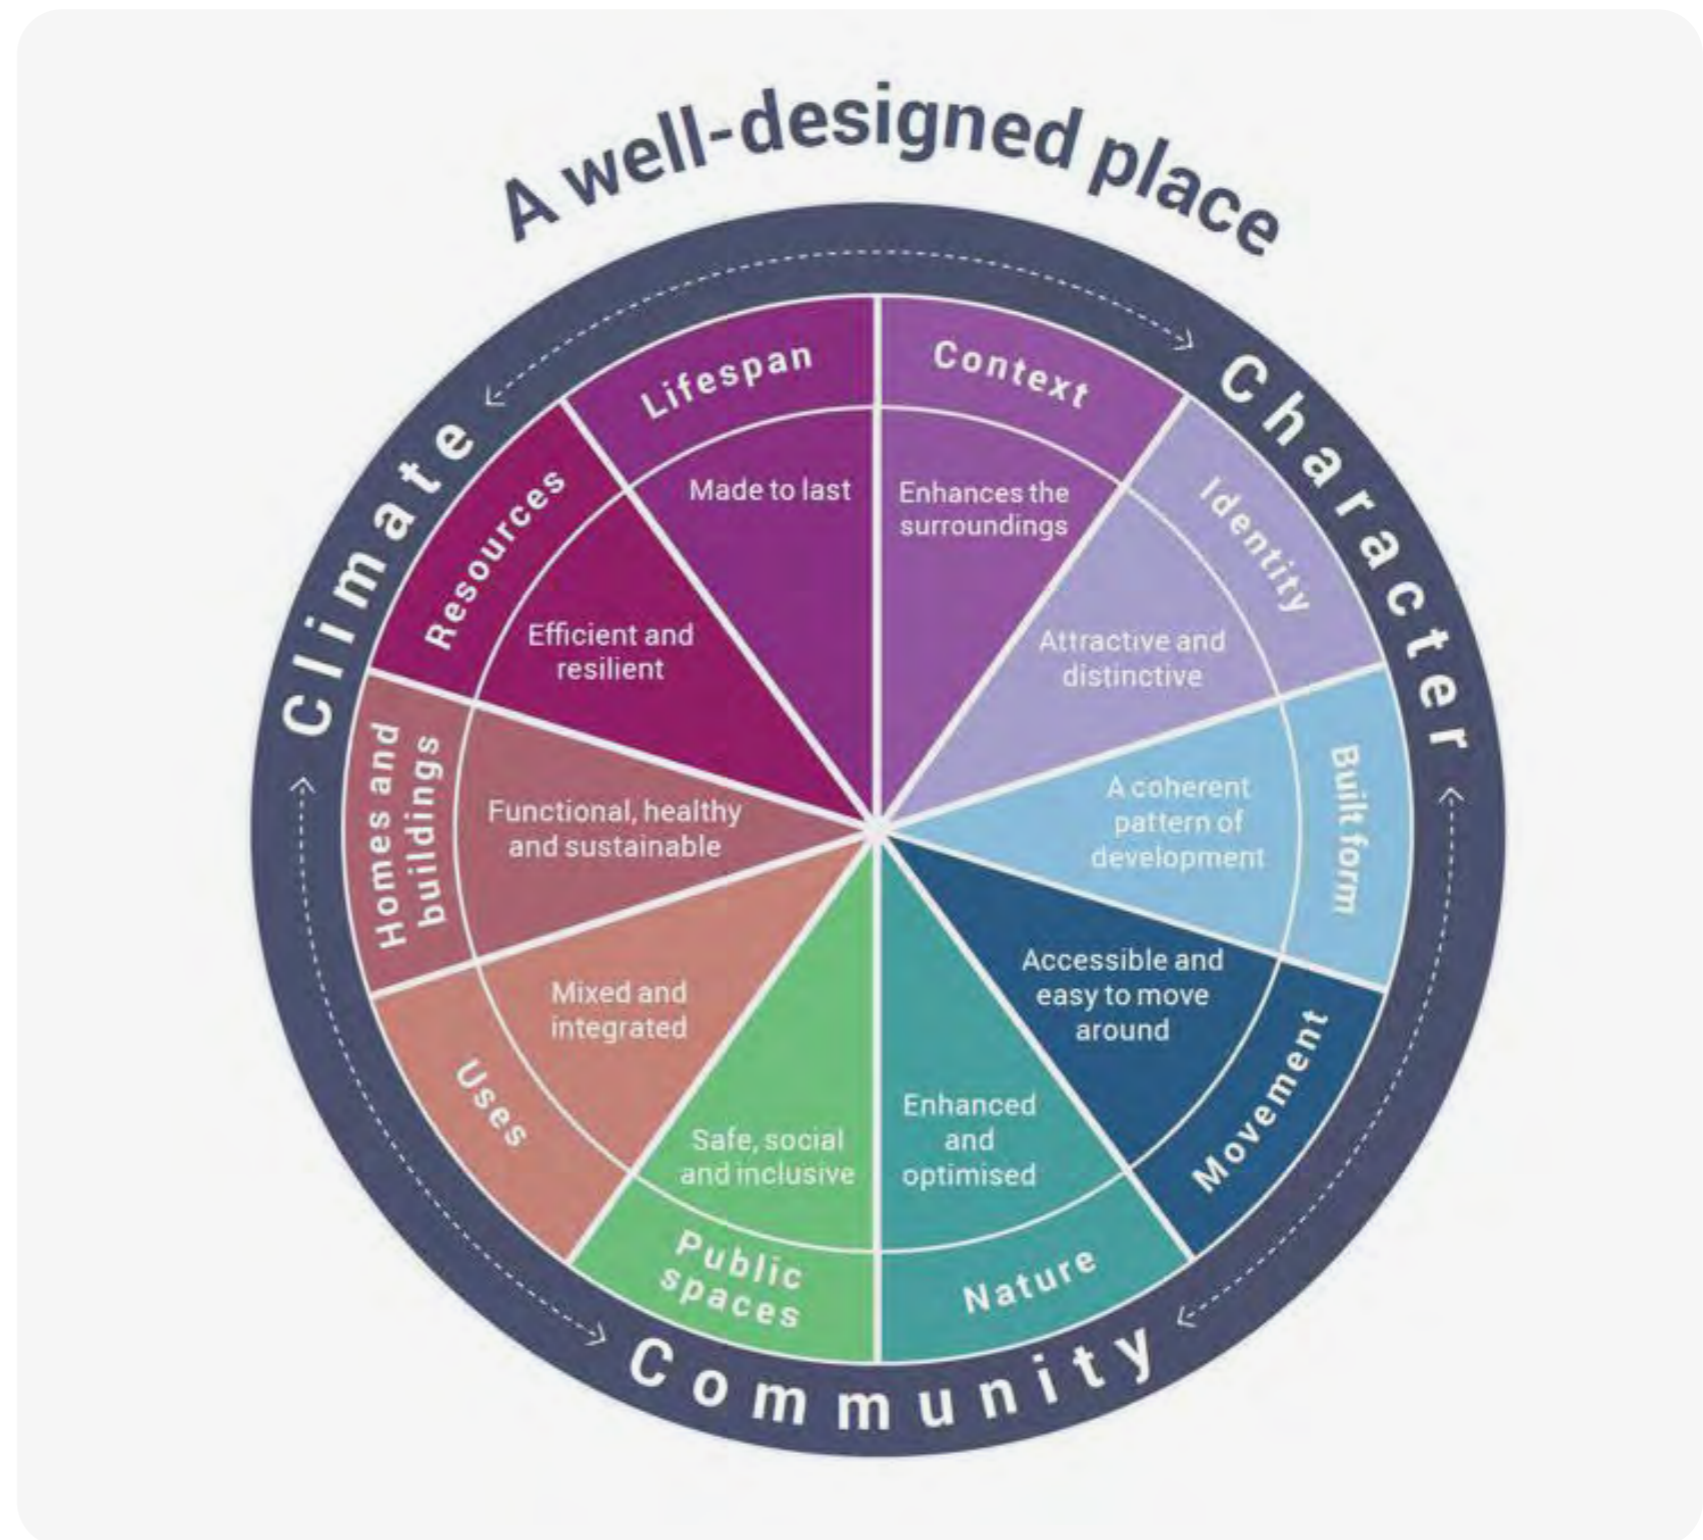 A well-designed place
Climate
Character
Community
Context
Enhances the
surroundings
Identity
Attractive and
distinctive
Built form
A coherent
pattern of
development
Movement
Accessible and
easy to move
around
Nature
Enhanced
and
optimised
Public
spaces
Safe, social
and inclusive
Uses
Mixed and
integrated
Homes and
buildings
Functional, healthy
and sustainable
Resources
Efficient and
resilient
Lifespan
Made to last